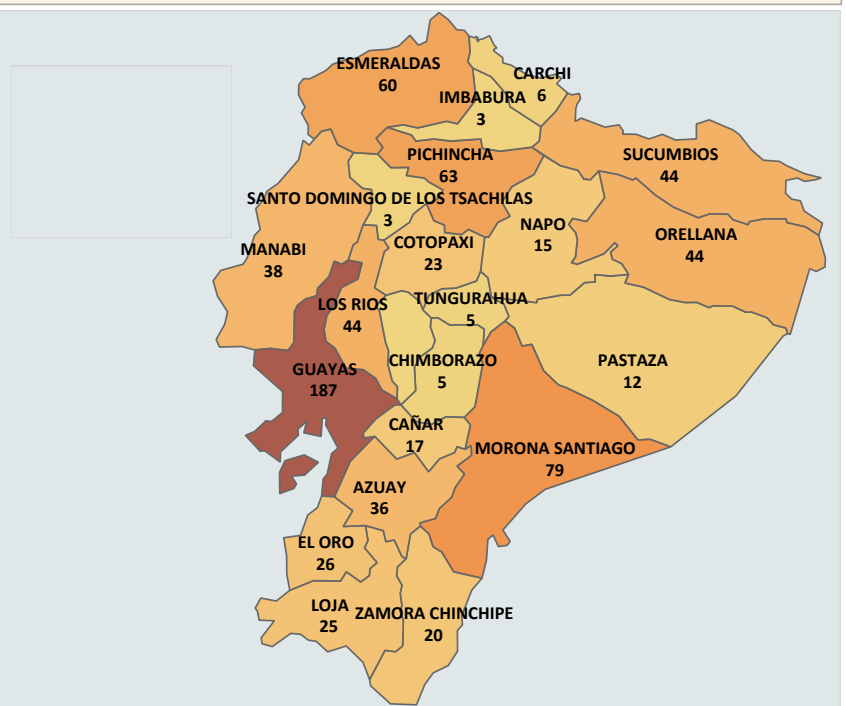 ESMERALDAS
60
CARCHI
6
IMBABURA
3
PICHINCHA
63
SUCUMBIOS
44
SANTO DOMINGO DE LOS TSACHILAS
3
NAPO
15
ORELLANA
44
MANABI
38
COTOPAXI
23
TUNGURAHUA
5
LOS RIOS
44
CHIMBORAZO
5
PASTAZA
12
GUAYAS
187
CAÑAR
17
MORONA SANTIAGO
79
AZUAY
36
EL ORO
26
LOJA
25
ZAMORA CHINCHIPE
20